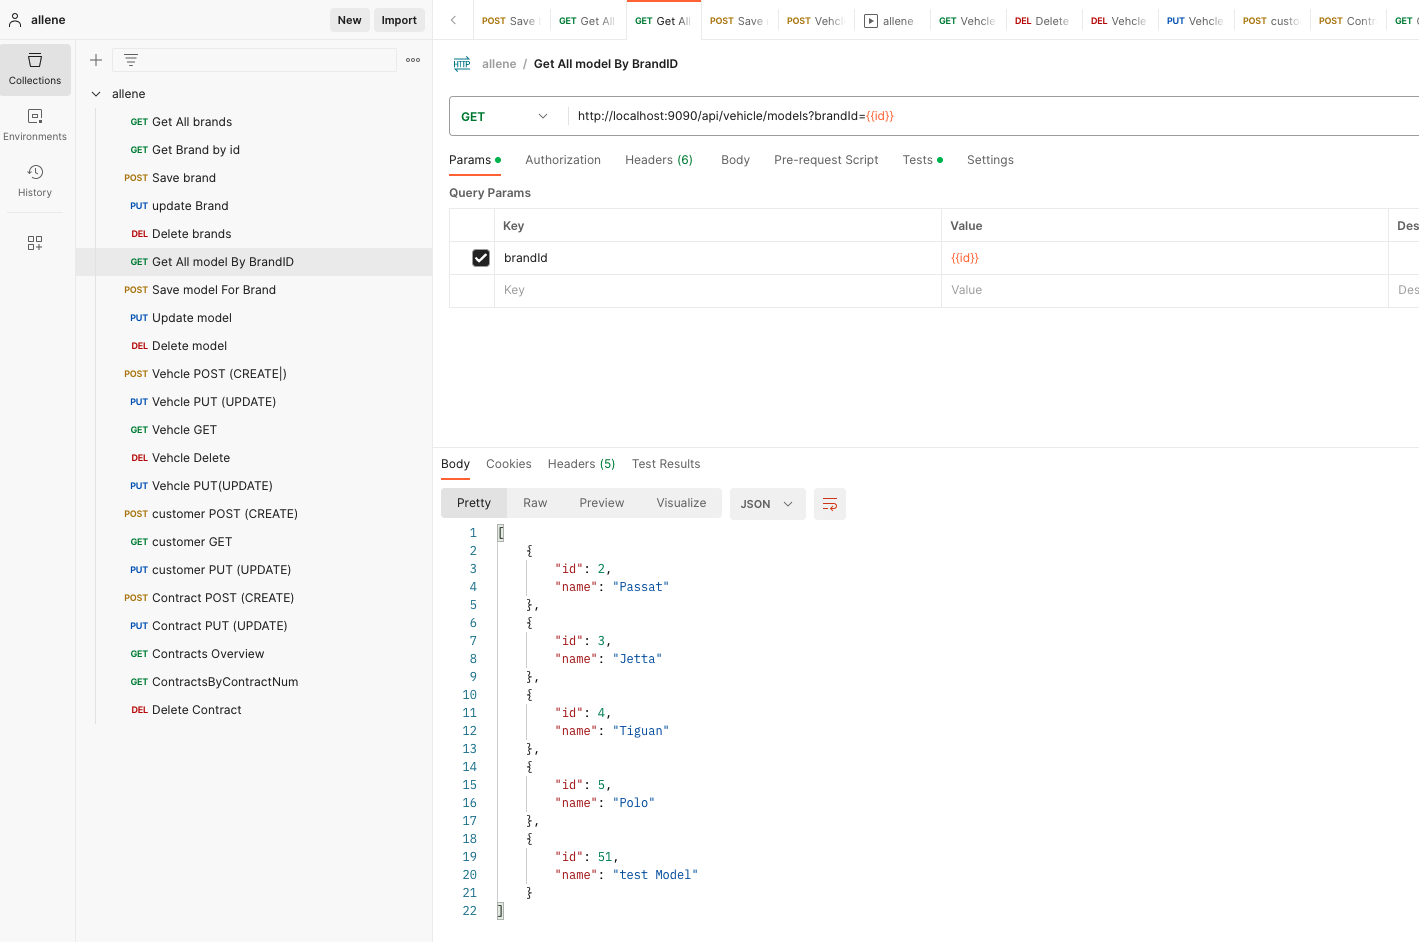 allene
New
Import
Collections
Environments
History
allene
GET Get All brands
GET Get Brand by id
POST Save brand
PUT update Brand
DEL Delete brands
GET Get All model By BrandID
POST Save model For Brand
PUT Update model
DEL Delete model
POST Vehcle POST (CREATE|)
PUT Vehcle PUT (UPDATE)
GET Vehcle GET
DEL Vehcle Delete
PUT Vehcle PUT(UPDATE)
POST customer POST (CREATE)
GET customer GET
PUT customer PUT (UPDATE)
POST Contract POST (CREATE)
PUT Contract PUT (UPDATE)
GET Contracts Overview
GET ContractsByContractNum
DEL Delete Contract
POST Save
GET Get All
GET Get All
POST Save
POST Vehcl
allene
GET Vehcle
DEL Delete
DEL Vehcle
PUT Vehcle
POST custo
POST Contr
GET
HTTP allene / Get All model By BrandID
GET http://localhost:9090/api/vehicle/models?brandId={{id}}
Params Authorization Headers (6) Body Pre-request Script Tests Settings
Query Params
Key Value Des
brandId {{id}}
Key Value Des
Body Cookies Headers (5) Test Results
Pretty Raw Preview Visualize JSON
1 [
2 {
3 "id": 2,
4 "name": "Passat"
5 },
6 {
7 "id": 3,
8 "name": "Jetta"
9 },
10 {
11 "id": 4,
12 "name": "Tiguan"
13 },
14 {
15 "id": 5,
16 "name": "Polo"
17 },
18 {
19 "id": 51,
20 "name": "test Model"
21 }
22 ]